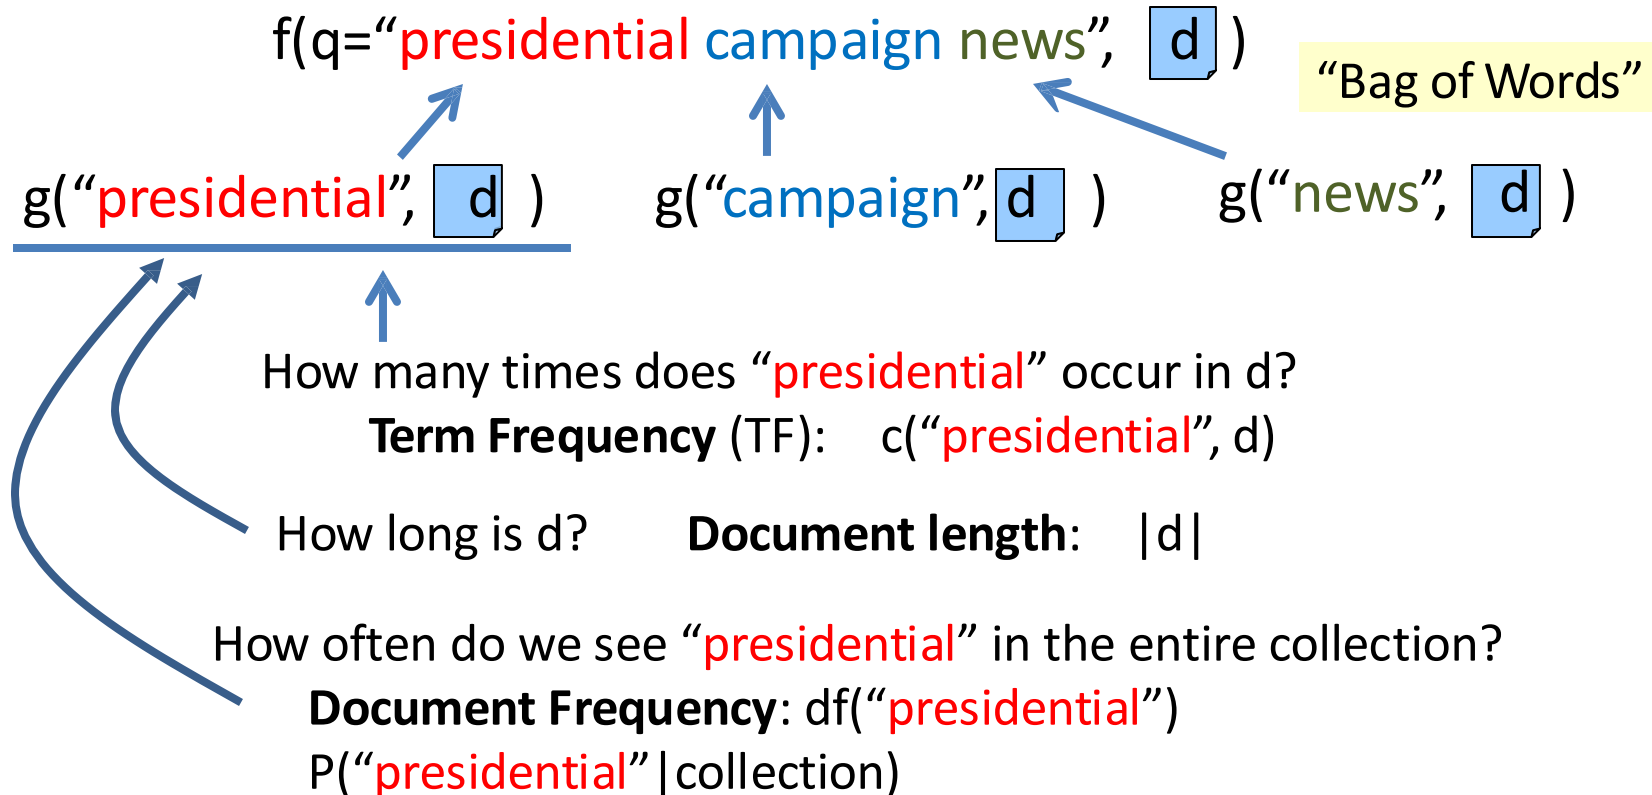 f(q=“presidential campaign news”, d )
“Bag of Words”
g(“presidential”, d ) g(“campaign”, d ) g(“news”, d )
How many times does “presidential” occur in d?
Term Frequency (TF): c(“presidential”, d)
How long is d? Document length: |d|
How often do we see “presidential” in the entire collection?
Document Frequency: df(“presidential”)
P(“presidential”|collection)